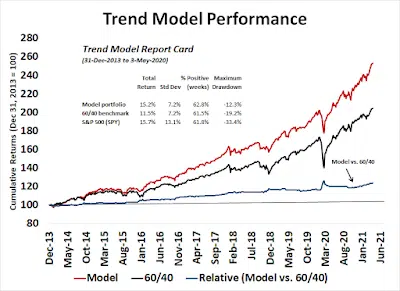 Trend Model Performance
Trend Model Report Card
(31-Dec-2013 to 3-May-2020)
Total Return Std Dev % Positive (weeks) Maximum Drawdown
Model portfolio 15.2% 7.2% 62.8% -12.3%
60/40 benchmark 11.5% 7.2% 61.5% -19.2%
S&P 500 (SPY) 15.7% 13.1% 61.8% -33.4%
Cumulative Returns (Dec 31, 2013 = 100)
280
260
240
220
200
180
160
140
120
100
80
Model vs. 60/40
Dec-13 May-14 Oct-14 Mar-15 Aug-15 Jan-16 Jun-16 Nov-16 Apr-17 Sep-17 Feb-18 Jul-18 Dec-18 May-19 Oct-19 Mar-20 Aug-20 Jan-21 Jun-21
Model 60/40 Relative (Model vs. 60/40)